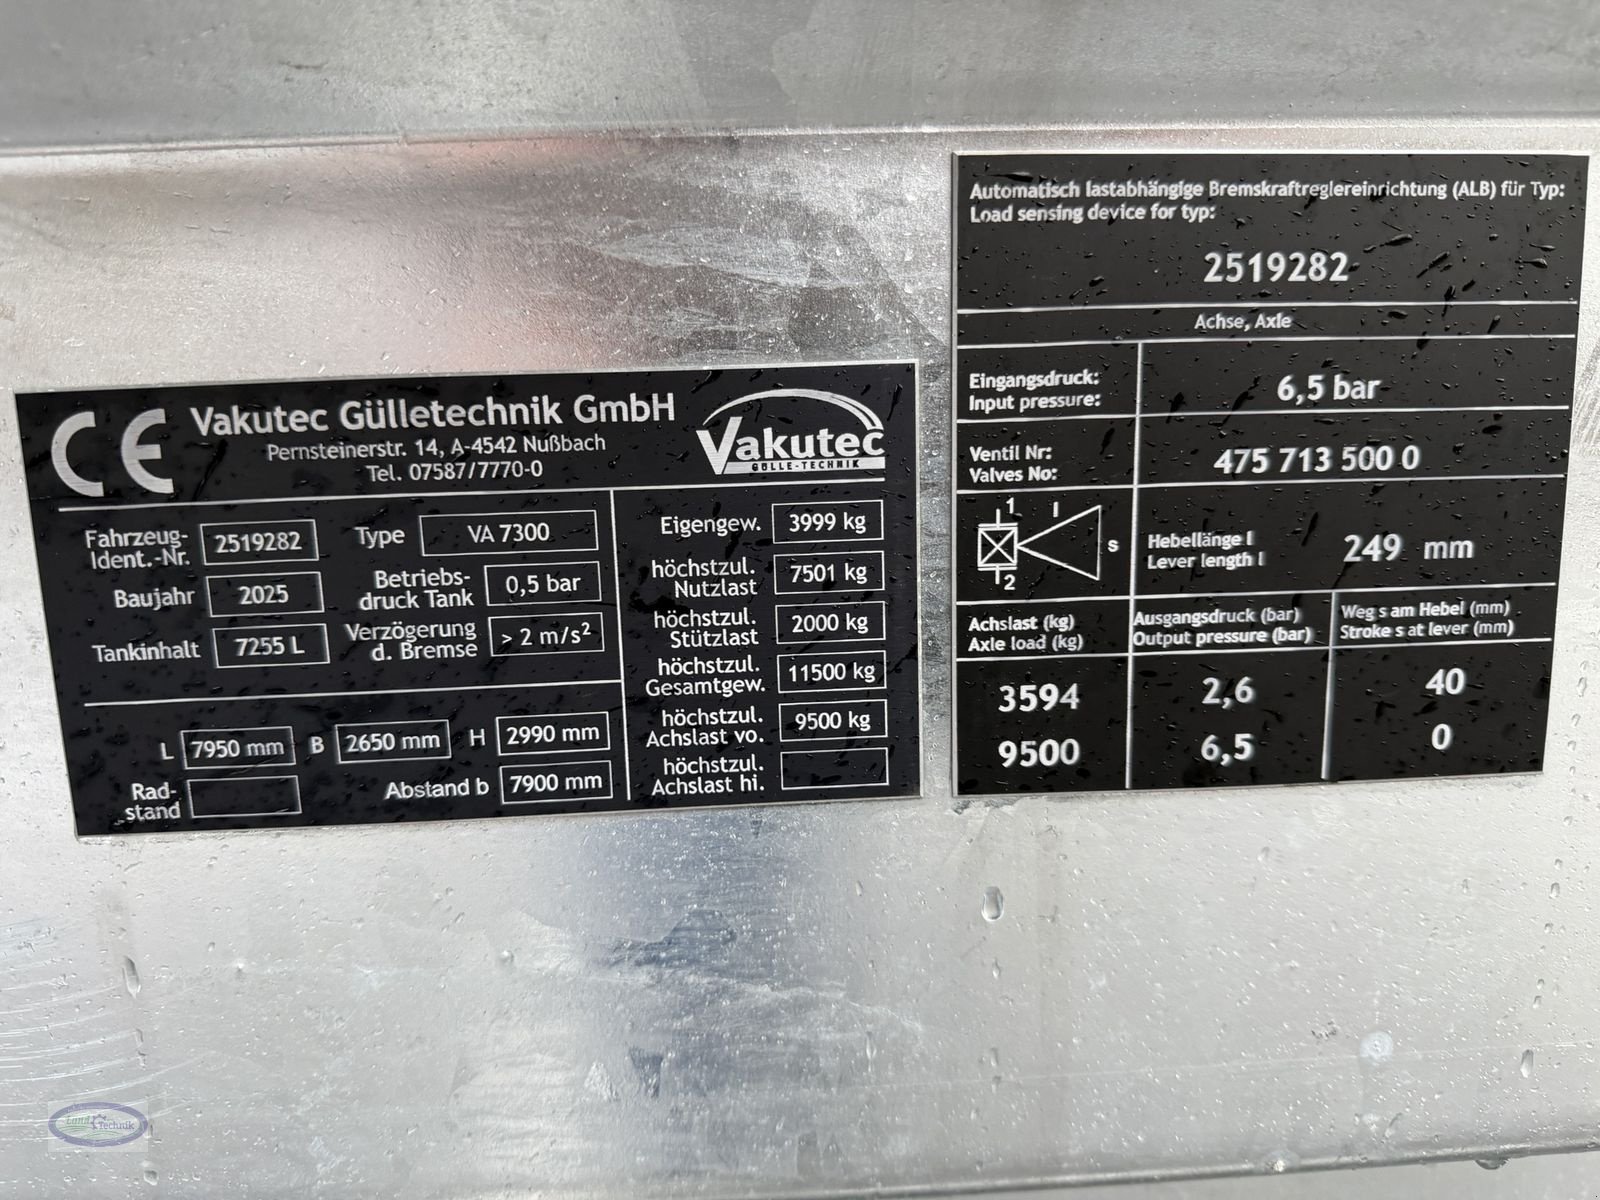 CE
Vakutec Gülletechnik GmbH
Pernsteinerstr. 14, A-4542 Nußbach
Tel. 07587/7770-0
Vakutec
GÜLLE-TECHNIK
Fahrzeug-
Ident.-Nr. 2519282
Type VA 7300
Baujahr 2025
Betriebs-
druck Tank 0,5 bar
Tankinhalt 7255 L
Verzögerung
d. Bremse > 2 m/s²
L 7950 mm B 2650 mm H 2990 mm
Rad-
stand
Abstand b 7900 mm
Eigengew. 3999 kg
höchstzul.
Nutzlast 7501 kg
höchstzul.
Stützlast 2000 kg
höchstzul.
Gesamtgew. 11500 kg
höchstzul.
Achslast vo. 9500 kg
höchstzul.
Achslast hi.
Automatisch lastabhängige Bremskraftreglereinrichtung (ALB) für Typ:
Load sensing device for typ:
2519282
Achse, Axle
Eingangsdruck:
Input pressure:
6,5 bar
Ventil Nr:
Valves No:
475 713 500 0
1
l
s
2
Hebellänge l
Lever length l
249 mm
Achslast (kg)
Axle load (kg)
Ausgangsdruck (bar)
Output pressure (bar)
Weg s am Hebel (mm)
Stroke s at lever (mm)
3594 2,6 40
9500 6,5 0
Land Technik